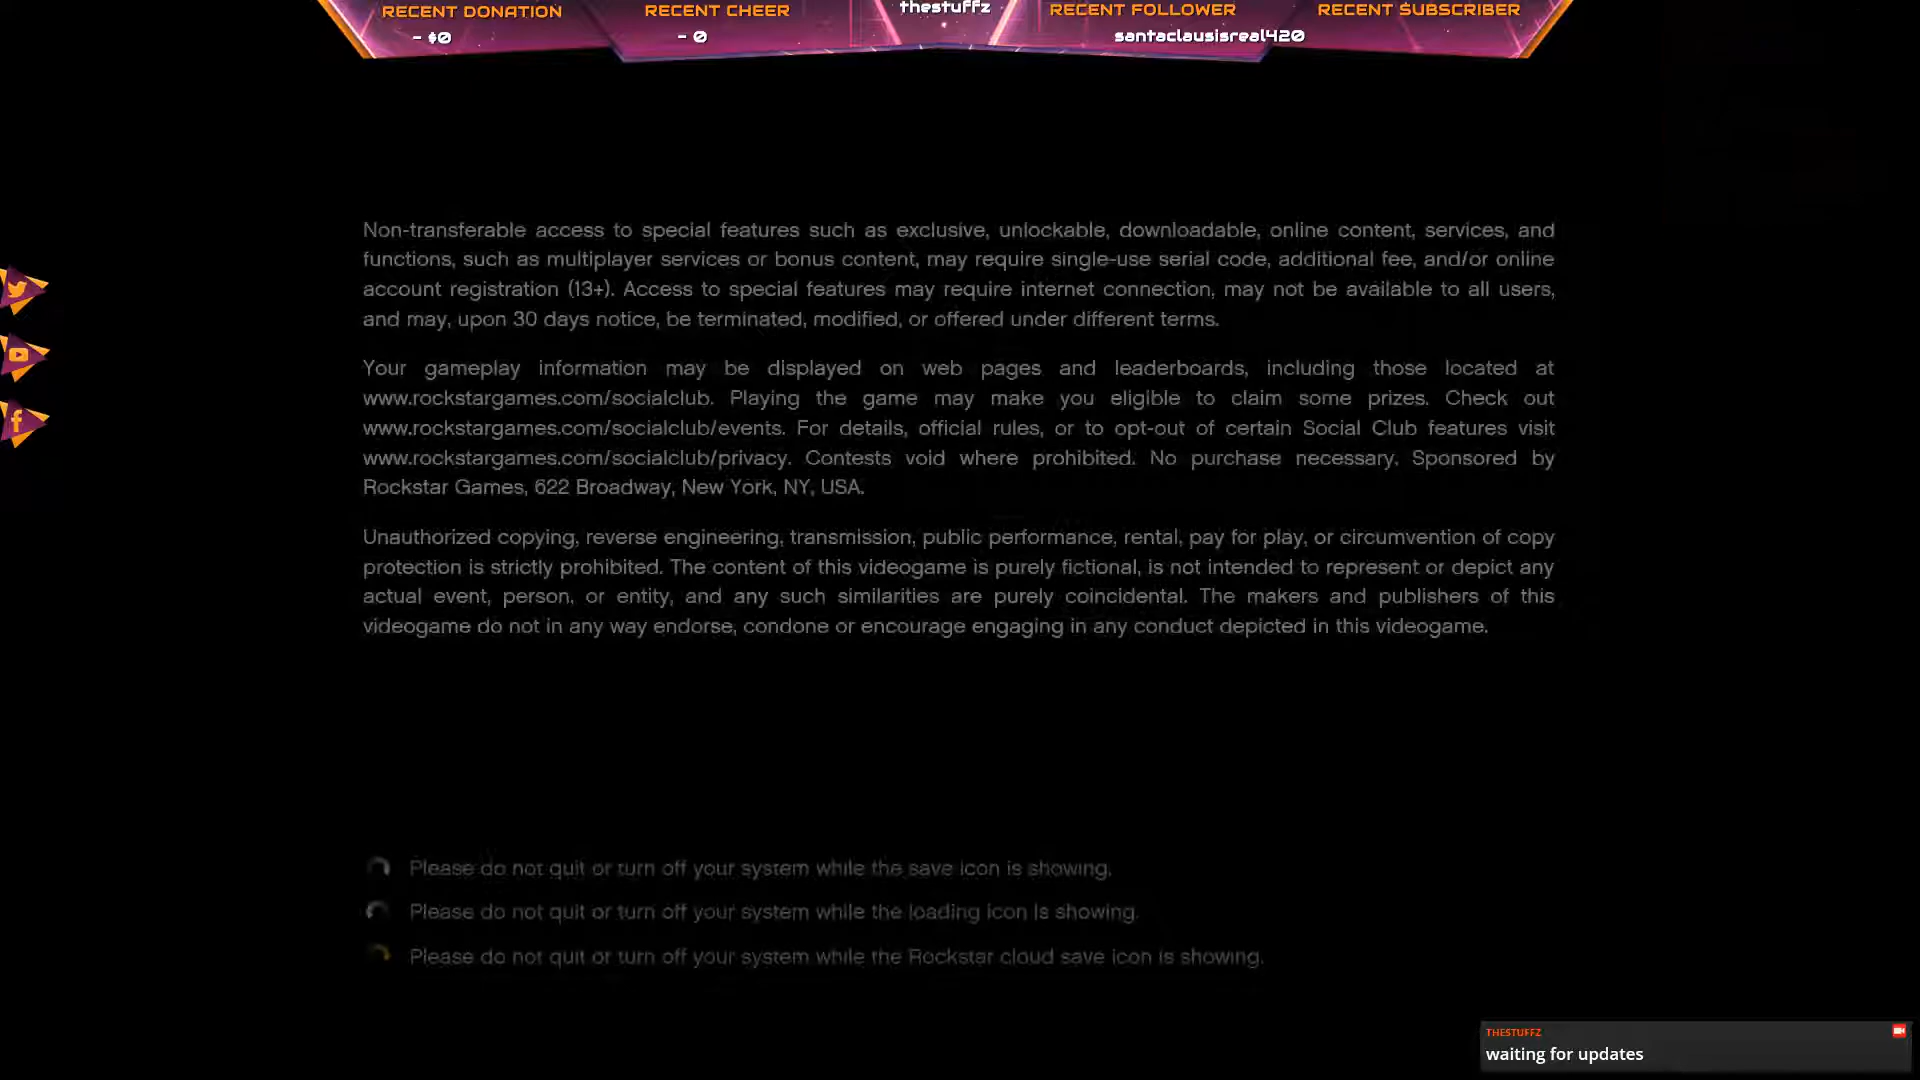 RECENT DONATION
- $0
RECENT CHEER
- 0
thestuffz
RECENT FOLLOWER
santaclausisreal420
RECENT SUBSCRIBER
Non-transferable access to special features such as exclusive, unlockable, downloadable, online content, services, and
functions, such as multiplayer services or bonus content, may require single-use serial code, additional fee, and/or online
account registration (13+). Access to special features may require internet connection, may not be available to all users,
and may, upon 30 days notice, be terminated, modified, or offered under different terms.
Your gameplay information may be displayed on web pages and leaderboards, including those located at
www.rockstargames.com/socialclub. Playing the game may make you eligible to claim some prizes. Check out
www.rockstargames.com/socialclub/events. For details, official rules, or to opt-out of certain Social Club features visit
www.rockstargames.com/socialclub/privacy. Contests void where prohibited. No purchase necessary. Sponsored by
Rockstar Games, 622 Broadway, New York, NY, USA.
Unauthorized copying, reverse engineering, transmission, public performance, rental, pay for play, or circumvention of copy
protection is strictly prohibited. The content of this videogame is purely fictional, is not intended to represent or depict any
actual event, person, or entity, and any such similarities are purely coincidental. The makers and publishers of this
videogame do not in any way endorse, condone or encourage engaging in any conduct depicted in this videogame.
Please do not quit or turn off your system while the save icon is showing.
Please do not quit or turn off your system while the loading icon is showing.
Please do not quit or turn off your system while the Rockstar cloud save icon is showing.
THESTUFFZ
waiting for updates